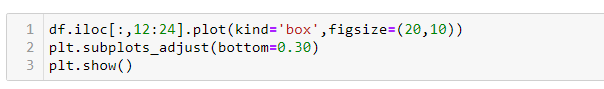 1 df.iloc[:,12:24].plot(kind='box',figsize=(20,10))
2 plt.subplots_adjust(bottom=0.30)
3 plt.show()